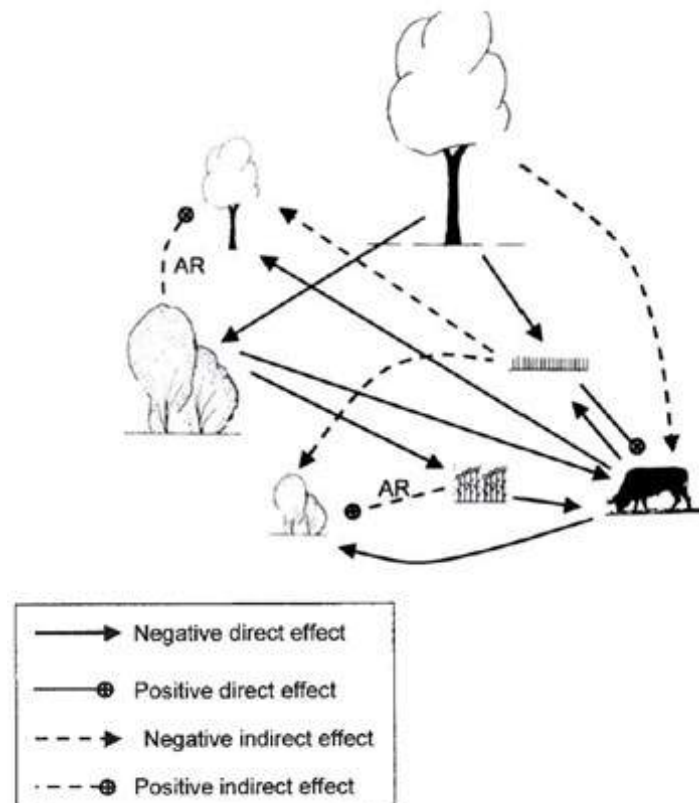 AR
AR
Negative direct effect
Positive direct effect
Negative indirect effect
Positive indirect effect